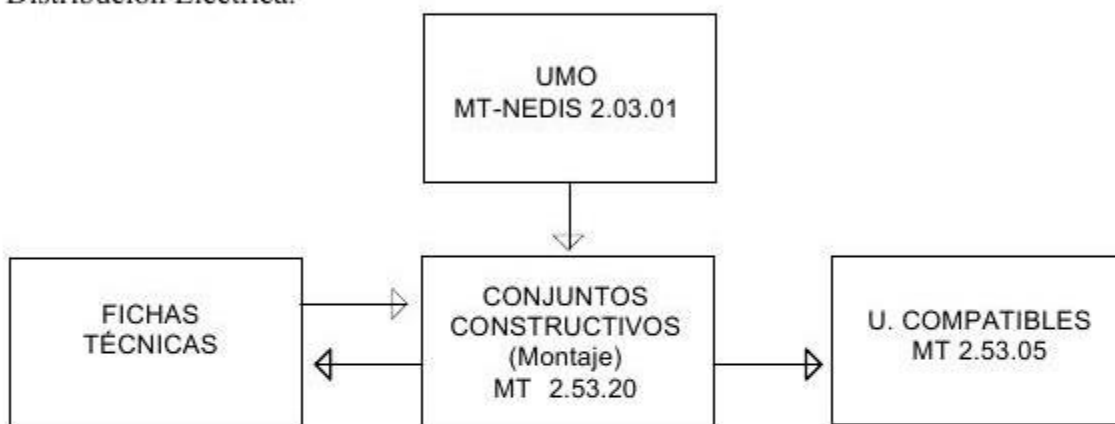 Distribución Eléctrica.
UMO
MT-NEDIS 2.03.01
FICHAS
TÉCNICAS
CONJUNTOS
CONSTRUCTIVOS
(Montaje)
MT 2.53.20
U. COMPATIBLES
MT 2.53.05